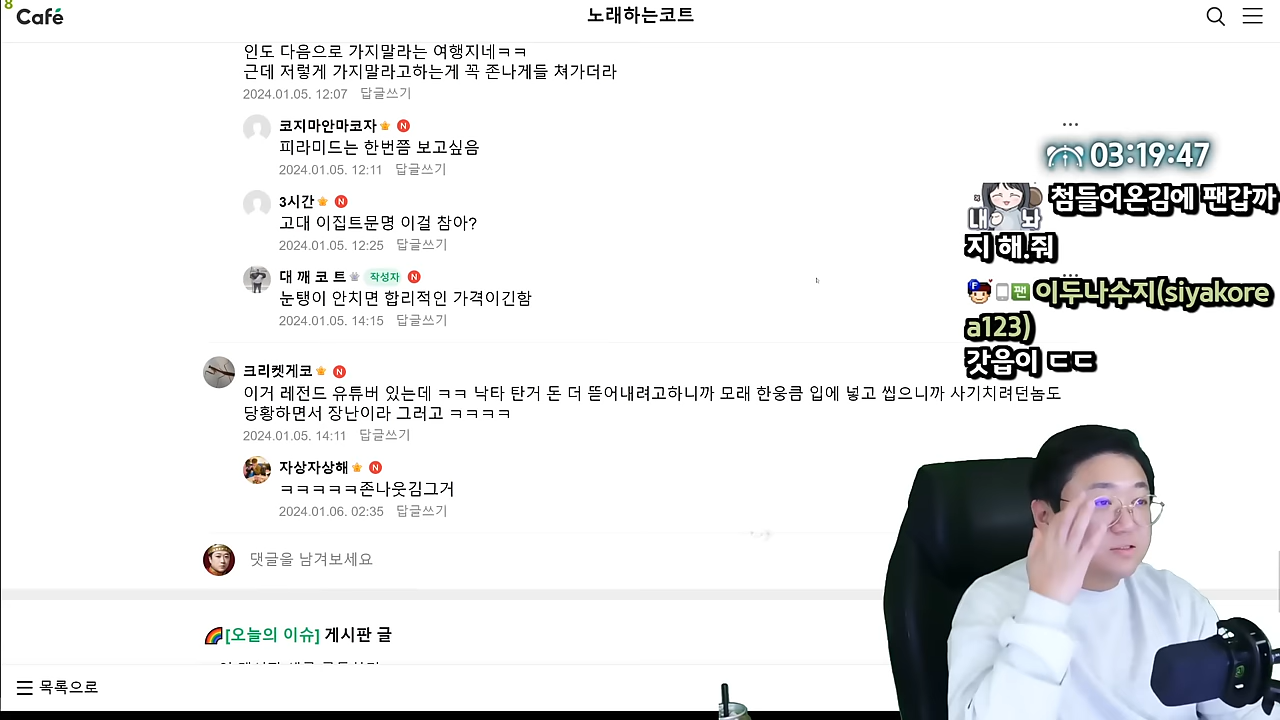 8
Café
노래하는코트
인도 다음으로 가지말라는 여행지네ㅋㅋ
근데 저렇게 가지말라고하는게 꼭 존나게들 쳐가더라
2024.01.05. 12:07 답글쓰기
코지마안마코자 N
피라미드는 한번쯤 보고싶음
2024.01.05. 12:11 답글쓰기
3시간 N
고대 이집트문명 이걸 참아?
2024.01.05. 12:25 답글쓰기
대 깨 코 트 작성자 N
눈탱이 안치면 합리적인 가격이긴함
2024.01.05. 14:15 답글쓰기
크리켓게코 N
이거 레전드 유튜버 있는데 ㅋㅋ 낙타 탄거 돈 더 뜯어내려고하니까 모래 한웅큼 입에 넣고 씹으니까 사기치려던놈도
당황하면서 장난이라 그러고 ㅋㅋㅋㅋ
2024.01.05. 14:11 답글쓰기
자상자상해 N
ㅋㅋㅋㅋㅋ존나웃김그거
2024.01.06. 02:35 답글쓰기
댓글을 남겨보세요
[오늘의 이슈] 게시판 글
목록으로
03:19:47
내 놔 첨들어온김에 팬갑까
지 해.줘
F 팬 이두나수지(siyakore
a123)
갓읍이 ㄷㄷ